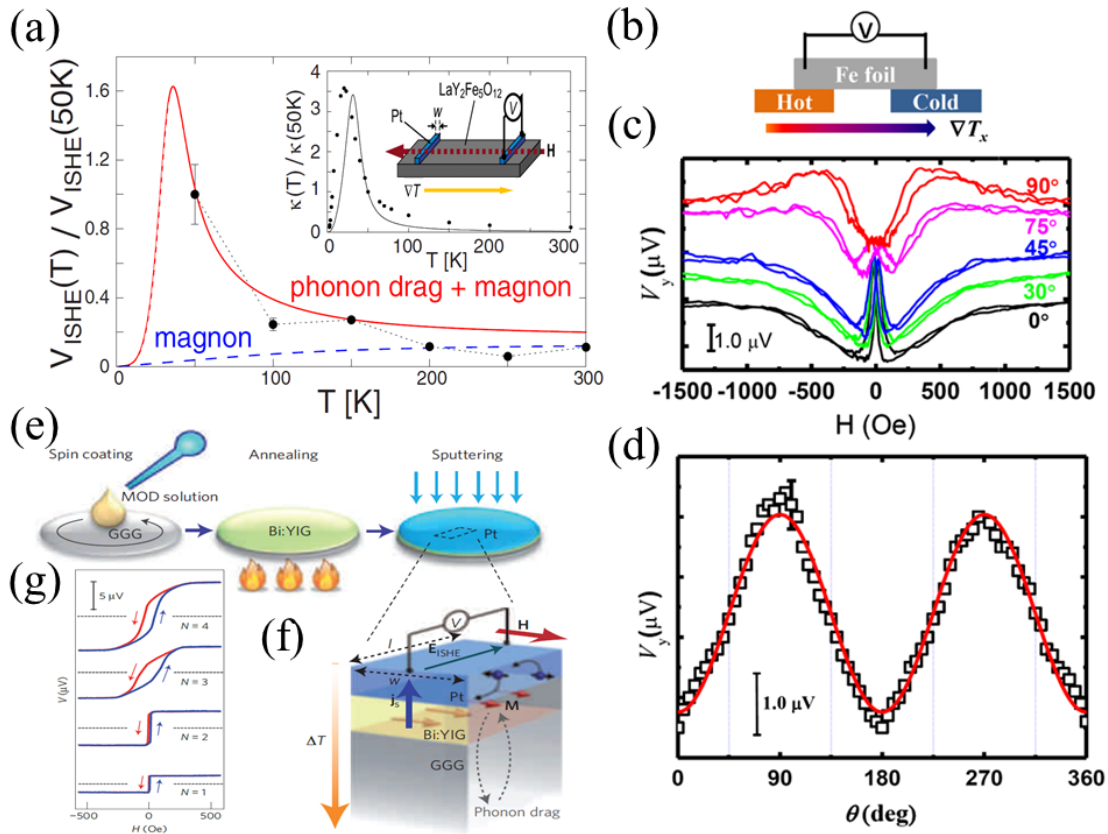 (a)
V_ISHE(T) / V_ISHE(50K)
1.6
1.2
0.8
0.4
0
0
100
200
300
T [K]
phonon drag + magnon
magnon
κ(T) / κ(50K)
4
3
2
1
0
0
100
200
300
T [K]
LaY₂Fe₅O₁₂
Pt
w
V
H
∇T
(b)
V
Fe foil
Hot
Cold
∇Tₓ
(c)
V_y(μV)
90°
75°
45°
30°
0°
1.0 μV
-1500
-1000
-500
0
500
1000
1500
H (Oe)
(d)
V_y(μV)
1.0 μV
0
90
180
270
360
θ(deg)
(e)
Spin coating
Annealing
Sputtering
MOD solution
GGG
Bi:YIG
Pt
(g)
5 μV
N = 4
N = 3
N = 2
N = 1
V(μV)
−500
0
500
H (Oe)
(f)
V
H
l
E_ISHE
w
Pt
j_s
M
Bi:YIG
ΔT
GGG
Phonon drag